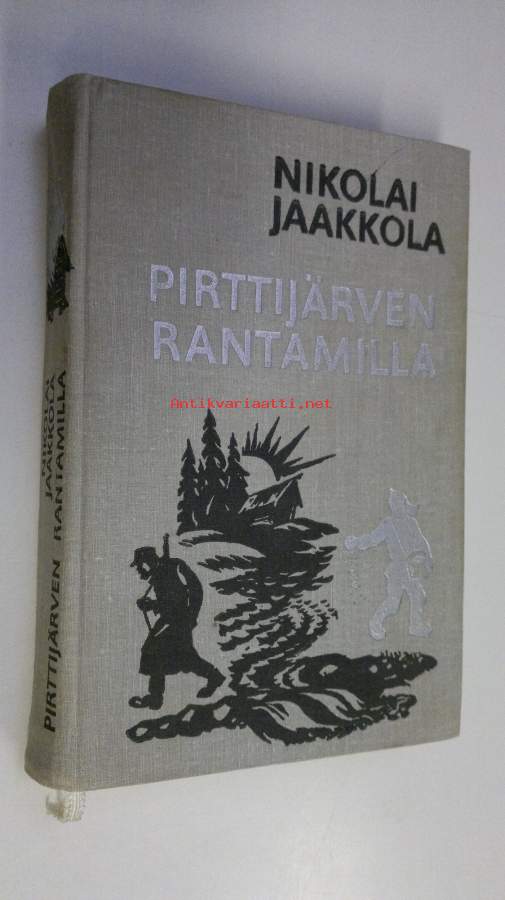 NIKOLAI
JAAKKOLA
PIRTTIJÄRVEN
RANTAMILLA
Antikvariaatti.net
NIKOLAI
JAAKKOLA
PIRTTIJÄRVEN RANTAMILLA